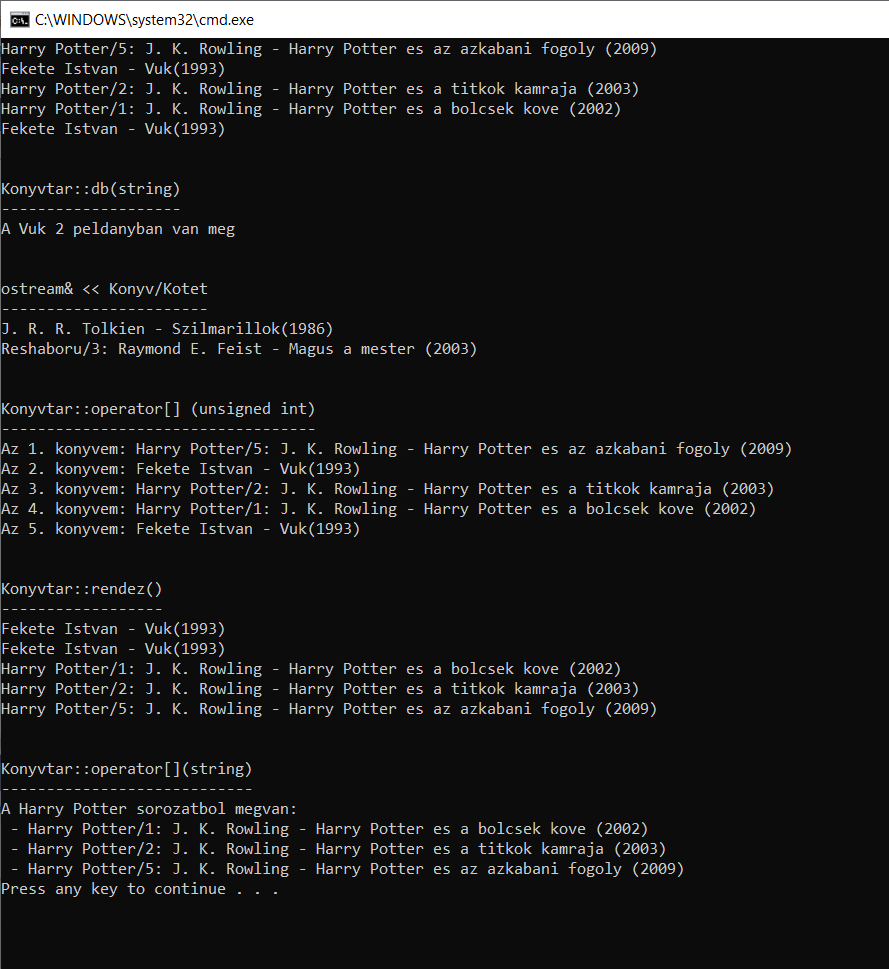 C:\WINDOWS\system32\cmd.exe
Harry Potter/5: J. K. Rowling - Harry Potter es az azkabani fogoly (2009)
Fekete Istvan - Vuk(1993)
Harry Potter/2: J. K. Rowling - Harry Potter es a titkok kamraja (2003)
Harry Potter/1: J. K. Rowling - Harry Potter es a bolcsek kove (2002)
Fekete Istvan - Vuk(1993)
Konyvtar::db(string)
--------------------
A Vuk 2 peldanyban van meg
ostream& << Konyv/Kotet
-----------------------
J. R. R. Tolkien - Szilmarillok(1986)
Reshaboru/3: Raymond E. Feist - Magus a mester (2003)
Konyvtar::operator[] (unsigned int)
-----------------------------------
Az 1. konyvem: Harry Potter/5: J. K. Rowling - Harry Potter es az azkabani fogoly (2009)
Az 2. konyvem: Fekete Istvan - Vuk(1993)
Az 3. konyvem: Harry Potter/2: J. K. Rowling - Harry Potter es a titkok kamraja (2003)
Az 4. konyvem: Harry Potter/1: J. K. Rowling - Harry Potter es a bolcsek kove (2002)
Az 5. konyvem: Fekete Istvan - Vuk(1993)
Konyvtar::rendez()
------------------
Fekete Istvan - Vuk(1993)
Fekete Istvan - Vuk(1993)
Harry Potter/1: J. K. Rowling - Harry Potter es a bolcsek kove (2002)
Harry Potter/2: J. K. Rowling - Harry Potter es a titkok kamraja (2003)
Harry Potter/5: J. K. Rowling - Harry Potter es az azkabani fogoly (2009)
Konyvtar::operator[](string)
----------------------------
A Harry Potter sorozatbol megvan:
 - Harry Potter/1: J. K. Rowling - Harry Potter es a bolcsek kove (2002)
 - Harry Potter/2: J. K. Rowling - Harry Potter es a titkok kamraja (2003)
 - Harry Potter/5: J. K. Rowling - Harry Potter es az azkabani fogoly (2009)
Press any key to continue . . .